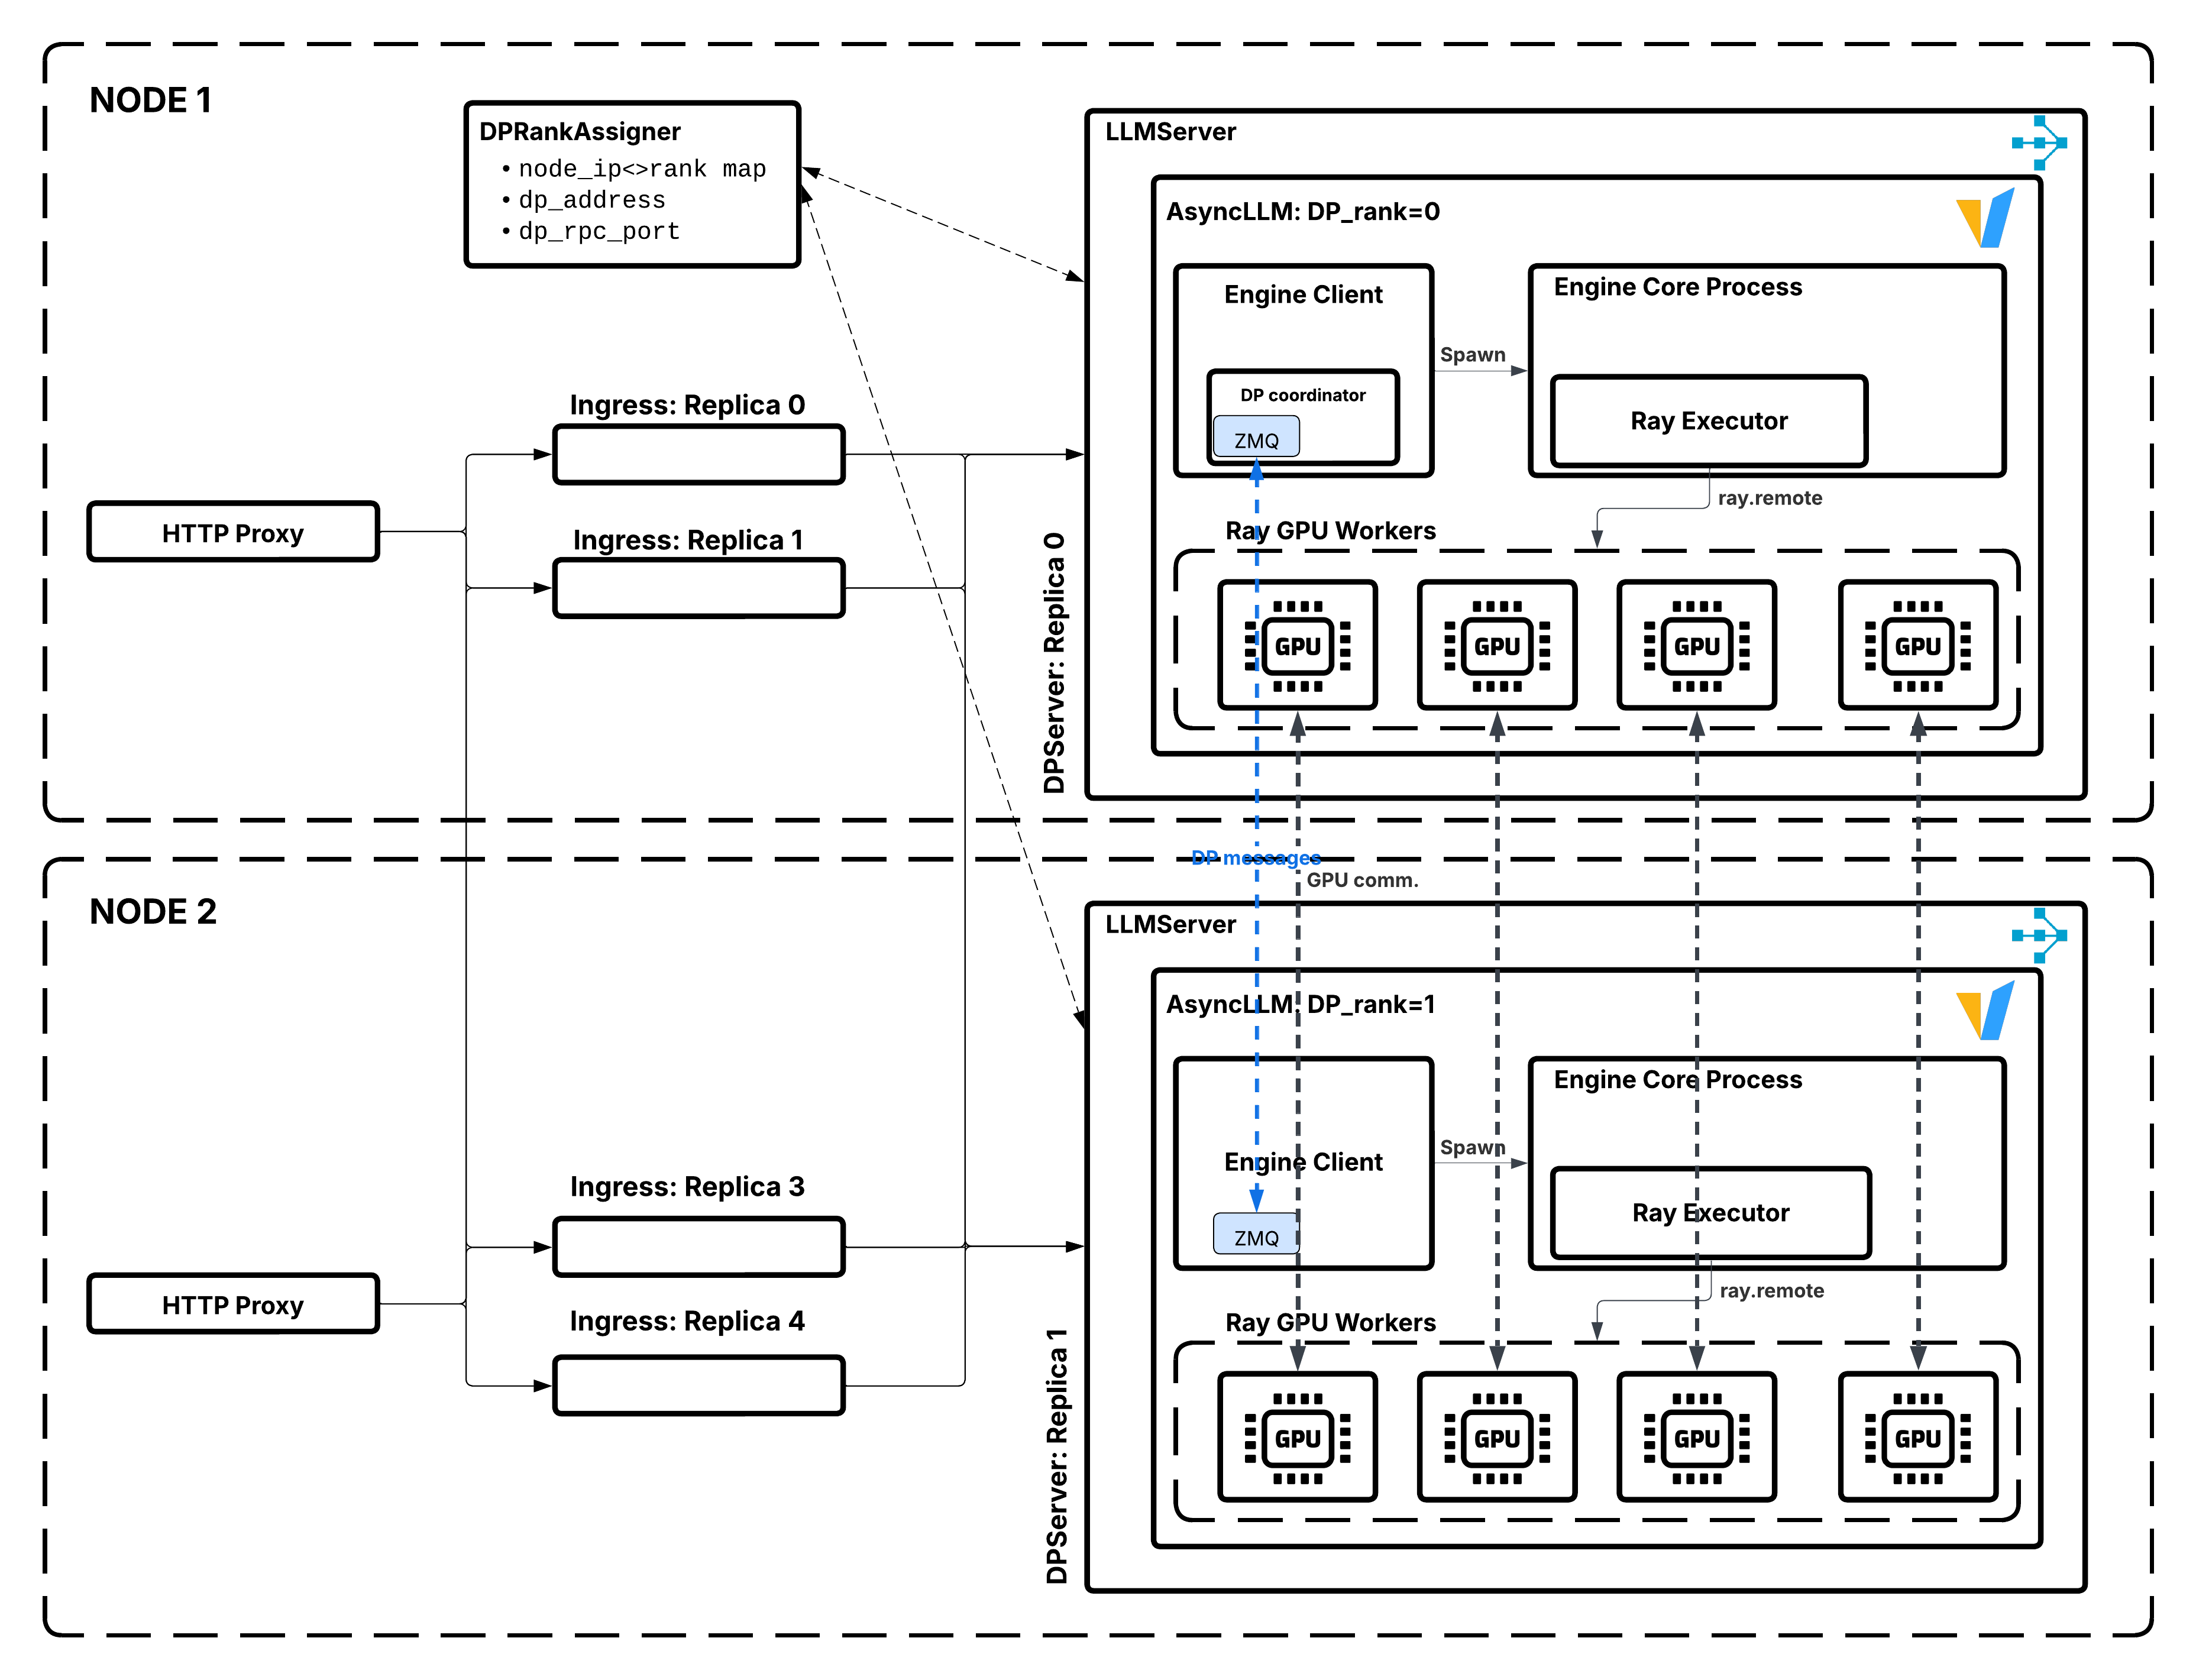 NODE 1
DPRankAssigner
• node_ip<>rank map
• dp_address
• dp_rpc_port
LLMServer
AsyncLLM: DP_rank=0
Engine Client
Engine Core Process
Spawn
DP coordinator
ZMQ
Ray Executor
ray.remote
Ingress: Replica 0
HTTP Proxy
Ingress: Replica 1
DPServer: Replica 0
Ray GPU Workers
GPU
GPU
GPU
GPU
DP messages
GPU comm.
NODE 2
LLMServer
AsyncLLM: DP_rank=1
Engine Core Process
Spawn
Engine Client
ZMQ
Ray Executor
ray.remote
Ingress: Replica 3
HTTP Proxy
Ingress: Replica 4
DPServer: Replica 1
Ray GPU Workers
GPU
GPU
GPU
GPU